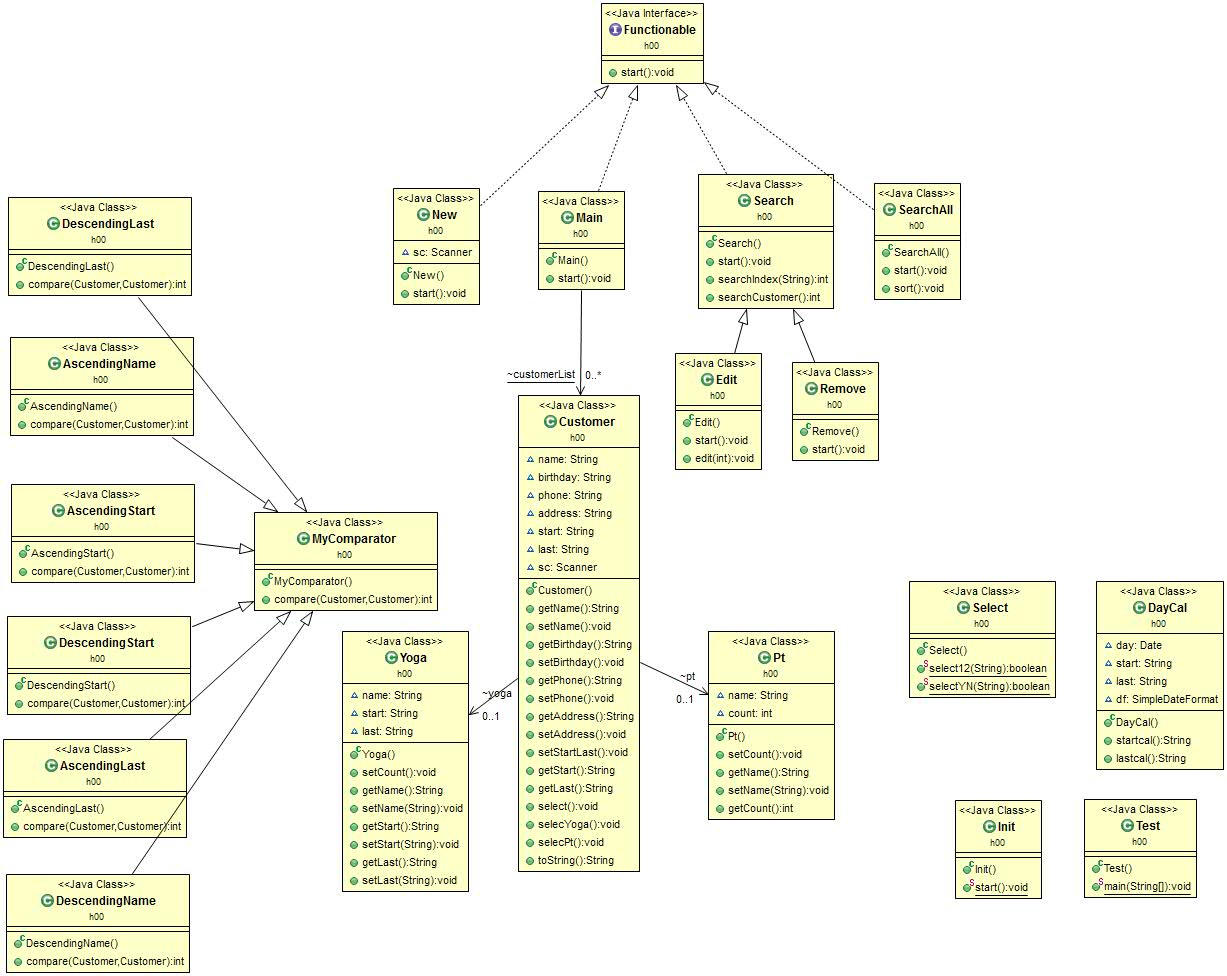 <<Java Interface>>
Functionable
h00
start():void
<<Java Class>>
New
h00
sc: Scanner
New()
start():void
<<Java Class>>
Main
h00
Main()
start():void
<<Java Class>>
Search
h00
Search()
start():void
searchIndex(String):int
searchCustomer():int
<<Java Class>>
SearchAll
h00
SearchAll()
start():void
sort():void
<<Java Class>>
DescendingLast
h00
DescendingLast()
compare(Customer,Customer):int
<<Java Class>>
AscendingName
h00
AscendingName()
compare(Customer,Customer):int
<<Java Class>>
Edit
h00
Edit()
start():void
edit(int):void
<<Java Class>>
Remove
h00
Remove()
start():void
~customerList
0..*
<<Java Class>>
Customer
h00
name: String
birthday: String
phone: String
address: String
start: String
last: String
sc: Scanner
Customer()
getName():String
setName():void
getBirthday():String
setBirthday():void
getPhone():String
setPhone():void
getAddress():String
setAddress():void
setStartLast():void
getStart():String
getLast():String
select():void
selecYoga():void
selecPt():void
toString():String
<<Java Class>>
AscendingStart
h00
AscendingStart()
compare(Customer,Customer):int
<<Java Class>>
MyComparator
h00
MyComparator()
compare(Customer,Customer):int
<<Java Class>>
DescendingStart
h00
DescendingStart()
compare(Customer,Customer):int
<<Java Class>>
Yoga
h00
name: String
start: String
last: String
Yoga()
setCount():void
getName():String
setName(String):void
getStart():String
setStart(String):void
getLast():String
setLast(String):void
~yoga
0..1
~pt
0..1
<<Java Class>>
Pt
h00
name: String
count: int
Pt()
setCount():void
getName():String
setName(String):void
getCount():int
<<Java Class>>
Select
h00
Select()
select12(String):boolean
selectYN(String):boolean
<<Java Class>>
DayCal
h00
day: Date
start: String
last: String
df: SimpleDateFormat
DayCal()
startcal():String
lastcal():String
<<Java Class>>
AscendingLast
h00
AscendingLast()
compare(Customer,Customer):int
<<Java Class>>
Init
h00
Init()
start():void
<<Java Class>>
Test
h00
Test()
main(String[]):void
<<Java Class>>
DescendingName
h00
DescendingName()
compare(Customer,Customer):int